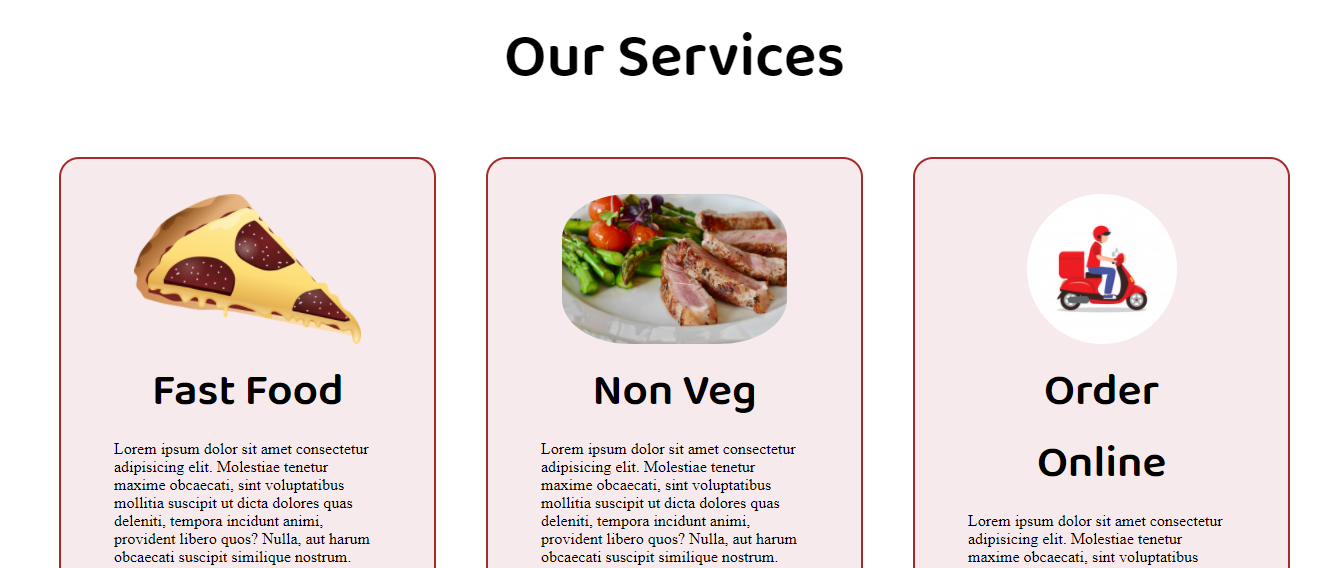 Our Services
Fast Food
Lorem ipsum dolor sit amet consectetur
adipisicing elit. Molestiae tenetur
maxime obcaecati, sint voluptatibus
mollitia suscipit ut dicta dolores quas
deleniti, tempora incidunt animi,
provident libero quos? Nulla, aut harum
obcaecati suscipit similique nostrum.
Non Veg
Lorem ipsum dolor sit amet consectetur
adipisicing elit. Molestiae tenetur
maxime obcaecati, sint voluptatibus
mollitia suscipit ut dicta dolores quas
deleniti, tempora incidunt animi,
provident libero quos? Nulla, aut harum
obcaecati suscipit similique nostrum.
Order
Online
Lorem ipsum dolor sit amet consectetur
adipisicing elit. Molestiae tenetur
maxime obcaecati, sint voluptatibus